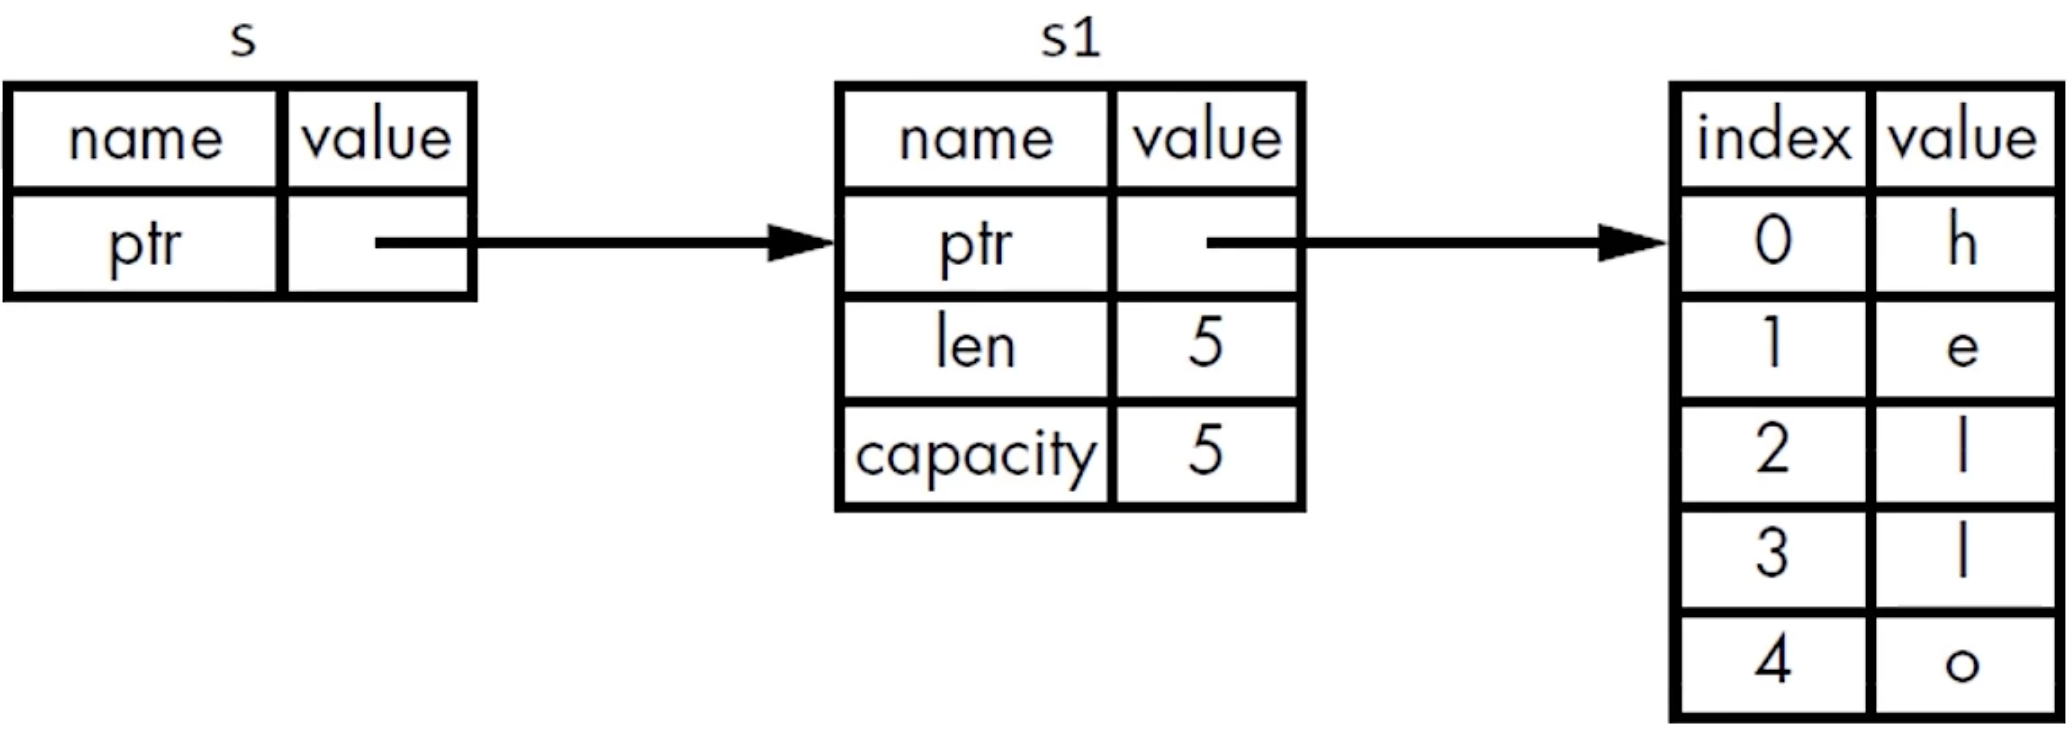 s
name value
ptr
s1
name value
ptr
len 5
capacity 5
index value
0 h
1 e
2 l
3 l
4 o